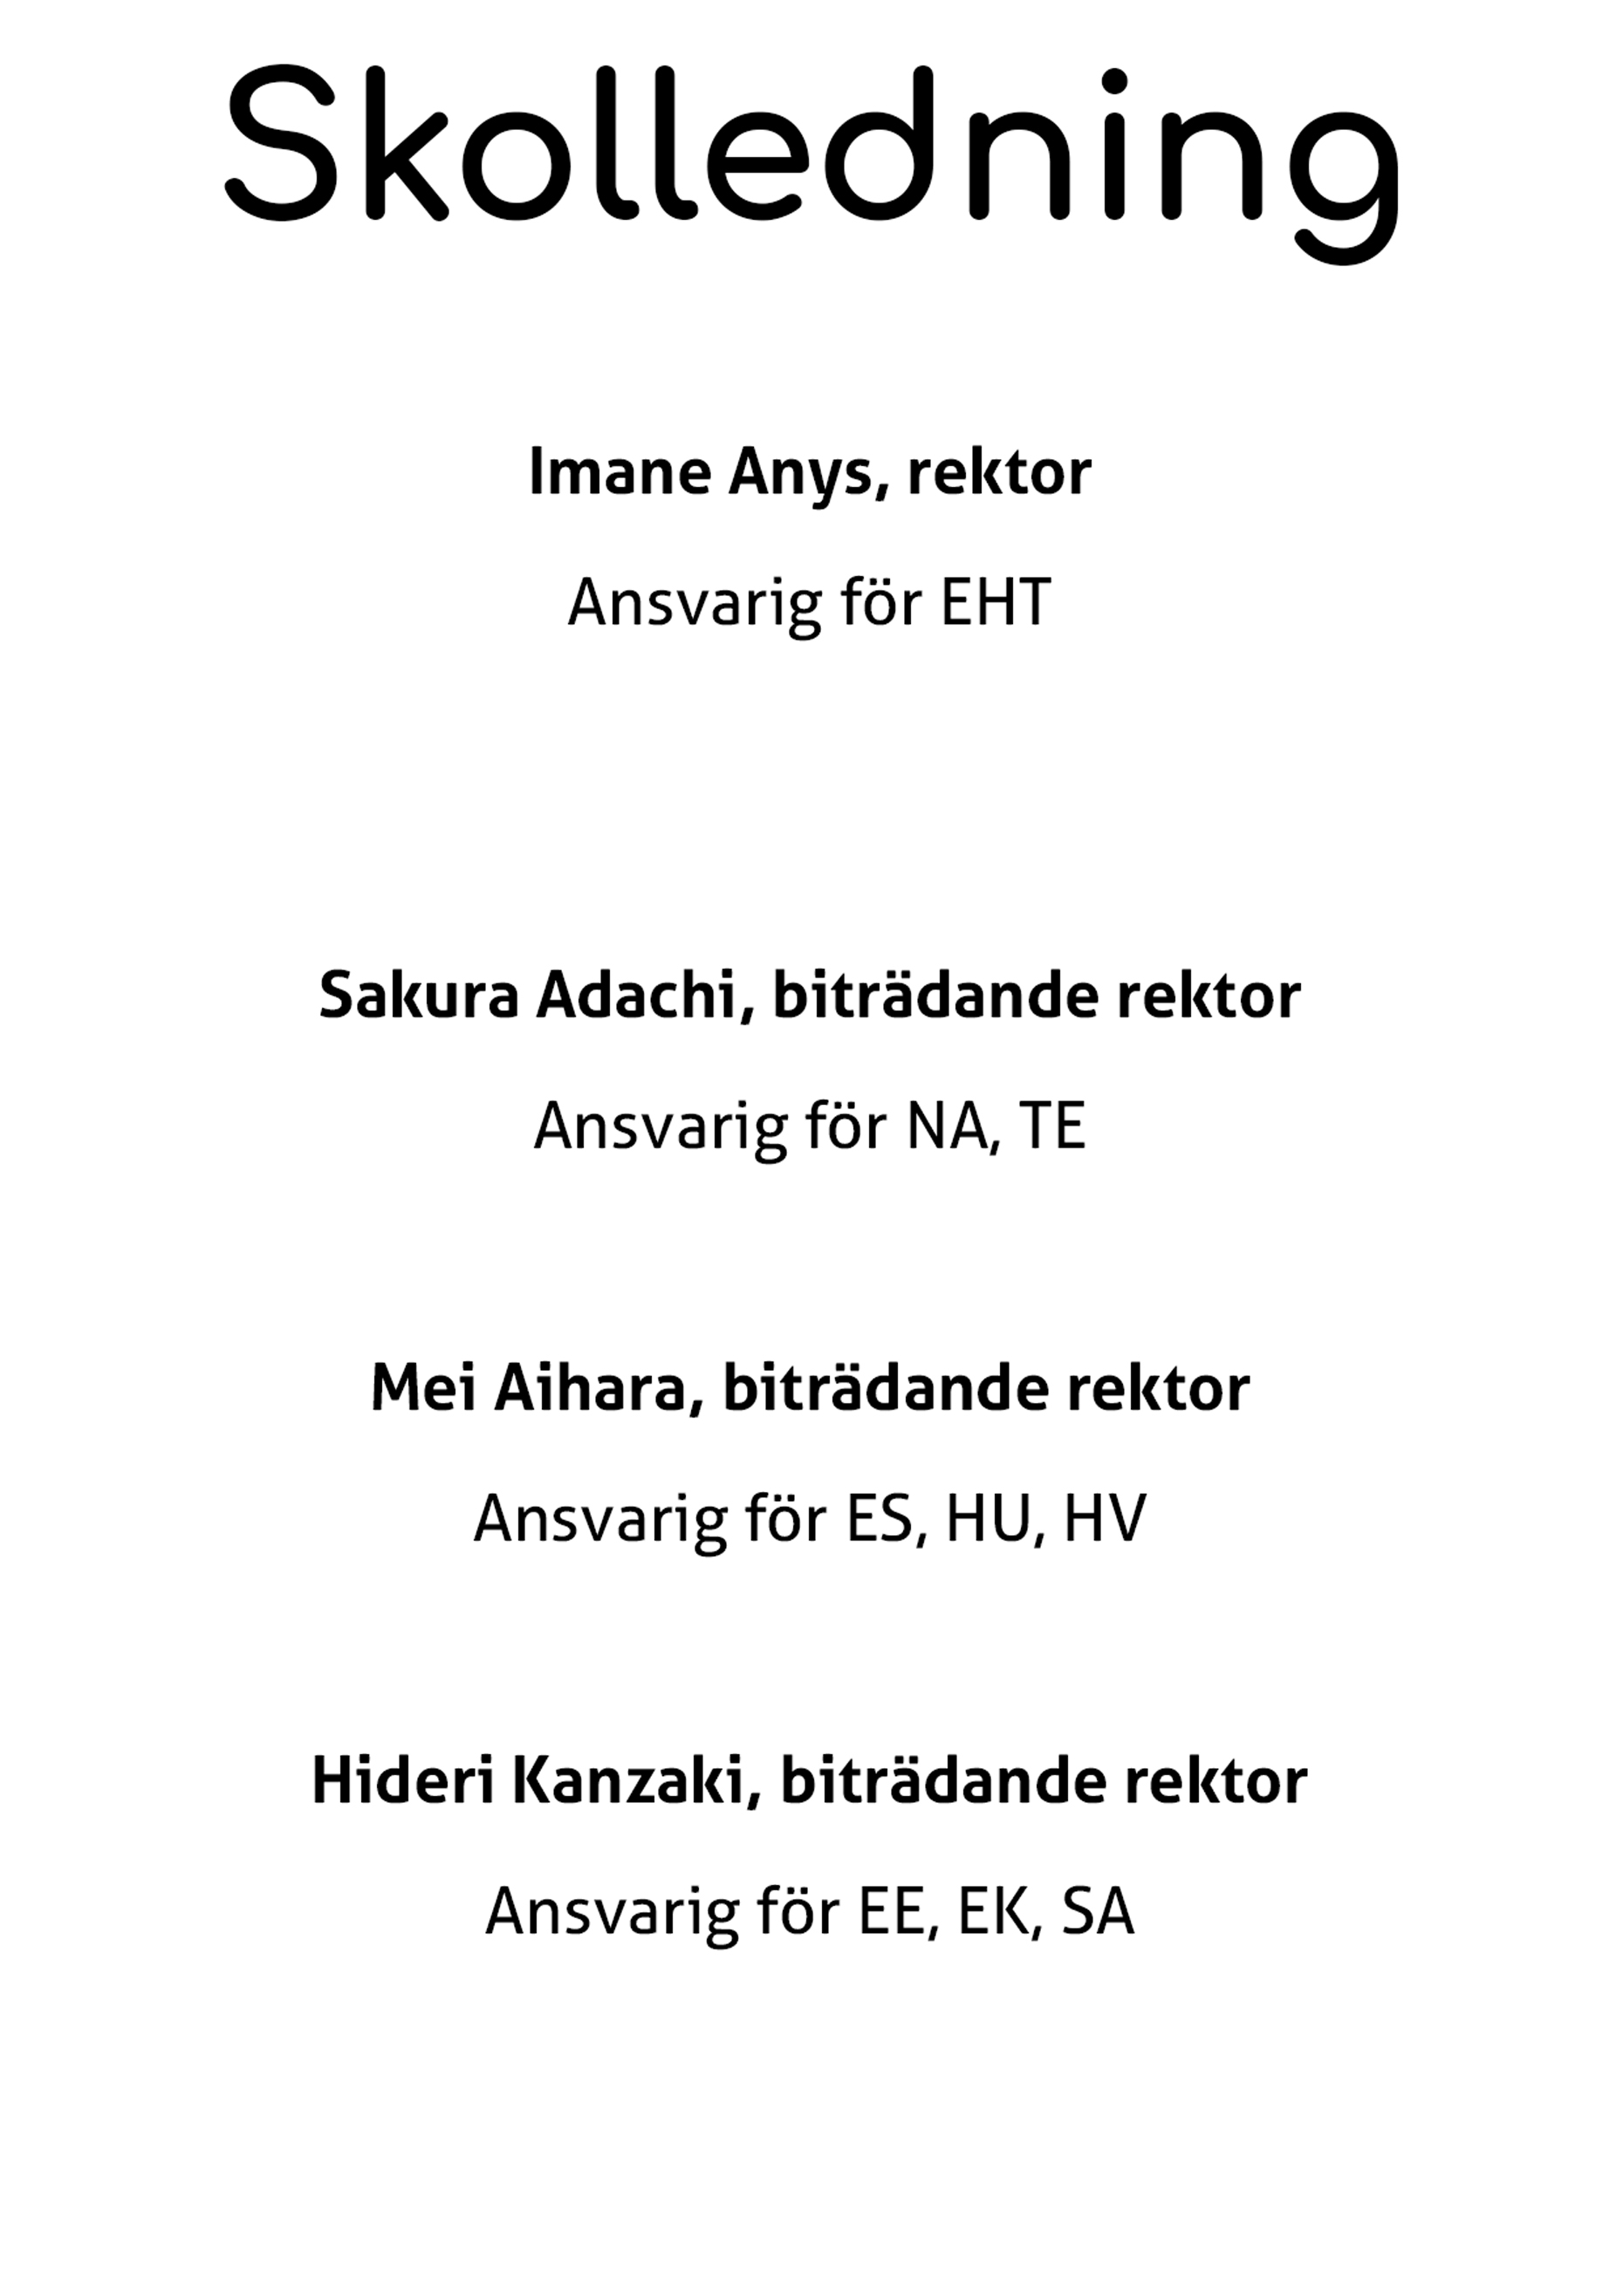 Skolledning
Imane Anys, rektor
Ansvarig för EHT
Sakura Adachi, biträdande rektor
Ansvarig för NA, TE
Mei Aihara, biträdande rektor
Ansvarig för ES, HU, HV
Hideri Kanzaki, biträdande rektor
Ansvarig för EE, EK, SA